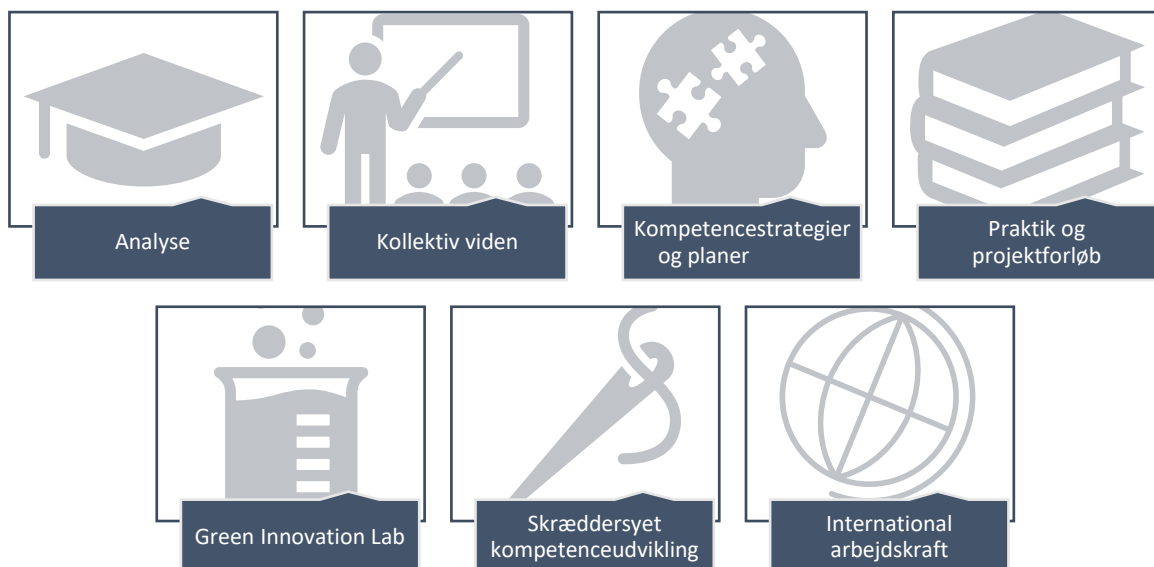 Analyse
Kollektiv viden
Kompetencestrategier
og planer
Praktik og
projektforløb
Green Innovation Lab
Skræddersyet
kompetenceudvikling
International
arbejdskraft